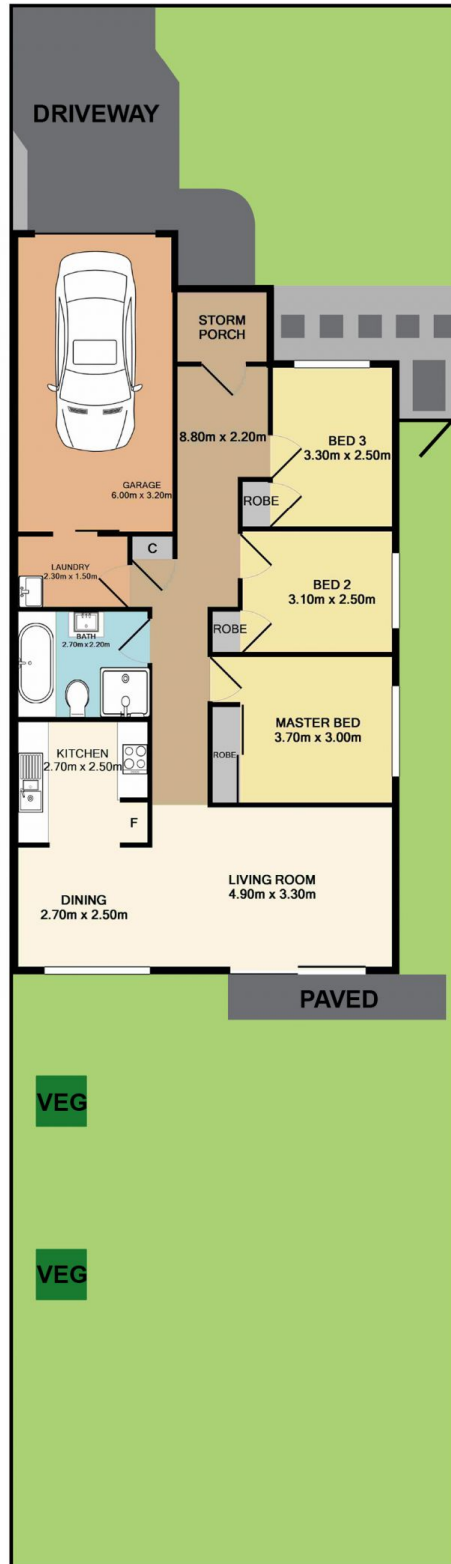 DRIVEWAY
STORM
PORCH
8.80m x 2.20m
BED 3
3.30m x 2.50m
GARAGE
6.00m x 3.20m
ROBE
C
LAUNDRY
2.30m x 1.50m
BED 2
3.10m x 2.50m
ROBE
BATH
2.70m x 2.20m
MASTER BED
3.70m x 3.00m
ROBE
KITCHEN
2.70m x 2.50m
F
LIVING ROOM
4.90m x 3.30m
DINING
2.70m x 2.50m
PAVED
VEG
VEG